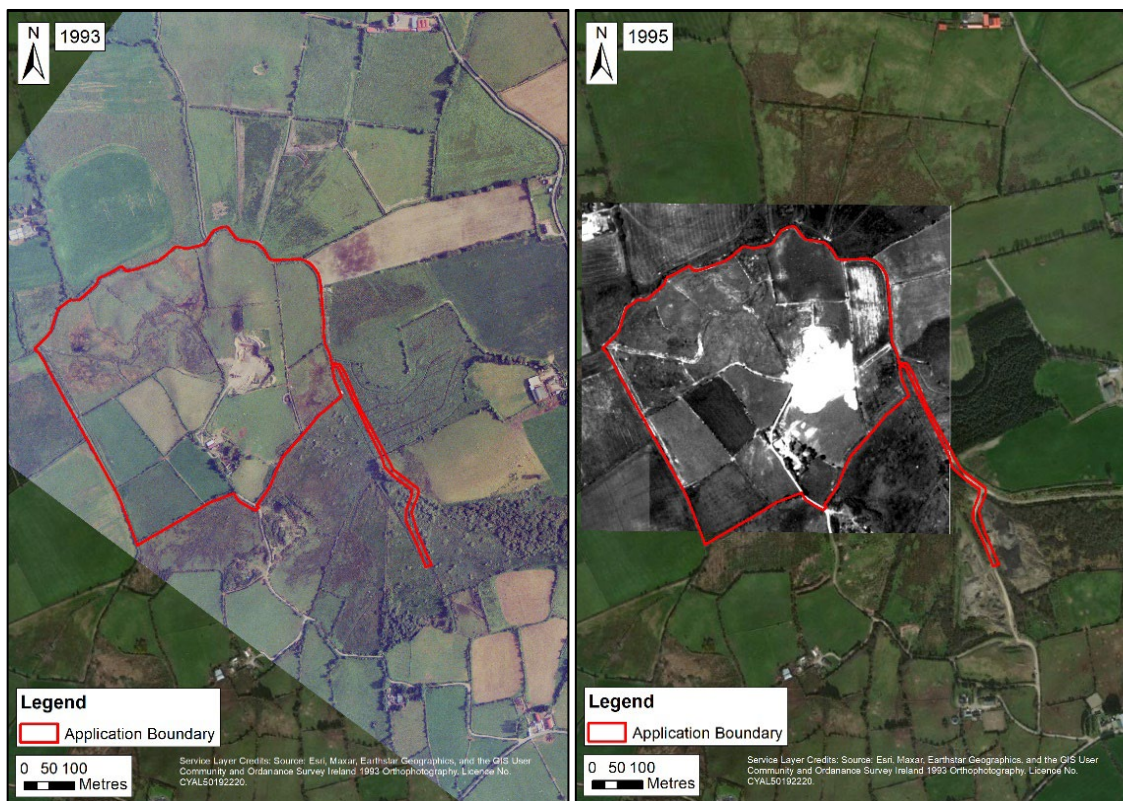 N
1993
Legend
Application Boundary
0 50 100
Metres
Service Layer Credits: Source: Esri, Maxar, Earthstar Geographics, and the GIS User
Community and Ordanance Survey Ireland 1993 Orthophotography. Licence No.
CYAL50192220.
N
1995
Legend
Application Boundary
0 50 100
Metres
Service Layer Credits: Source: Esri, Maxar, Earthstar Geographics, and the GIS User
Community and Ordanance Survey Ireland 1993 Orthophotography. Licence No.
CYAL50192220.